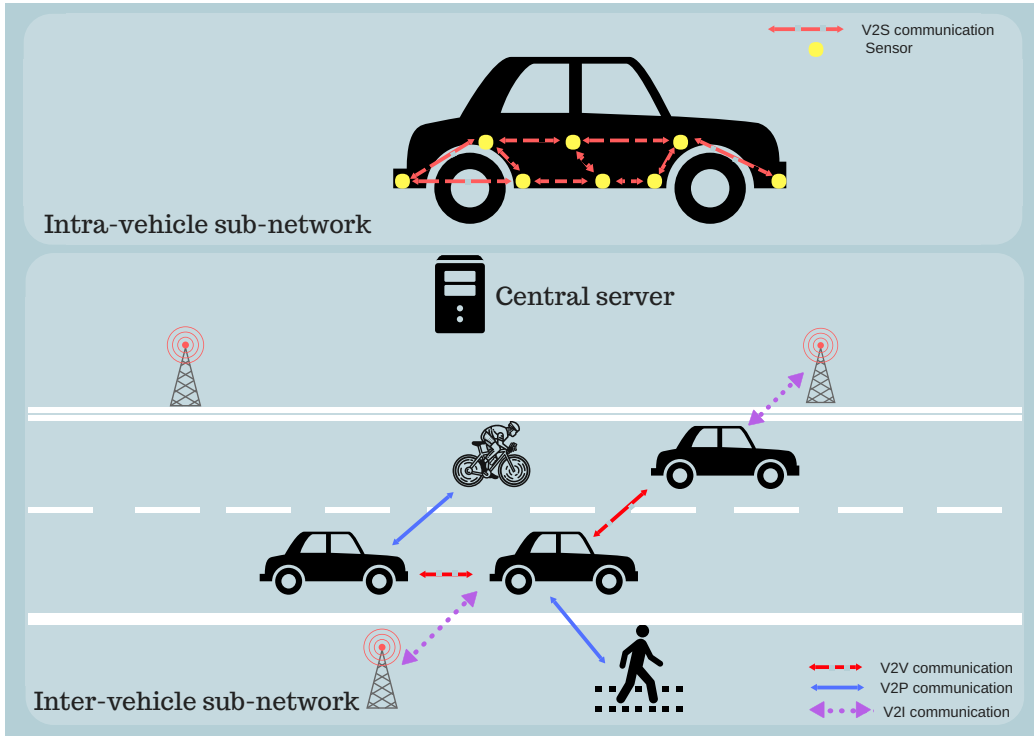 V2S communication
Sensor
Intra-vehicle sub-network
Central server
V2V communication
V2P communication
V2I communication
Inter-vehicle sub-network